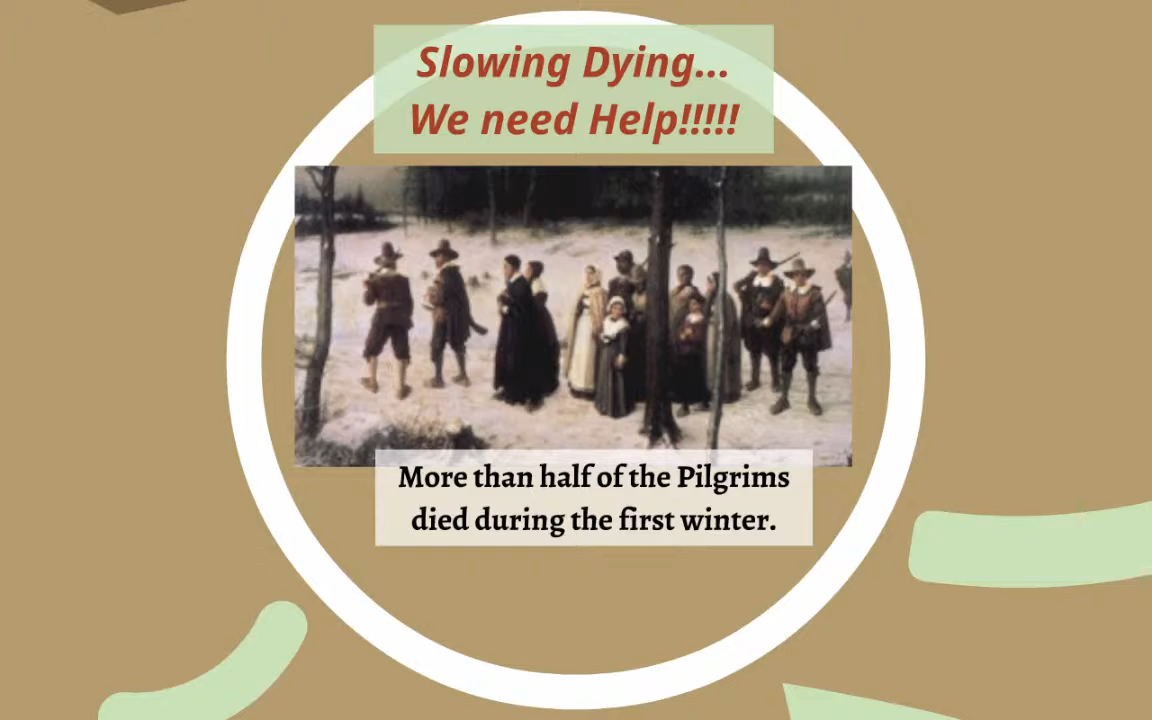 Slowing Dying...
We need Help!!!!!
More than half of the Pilgrims
died during the first winter.